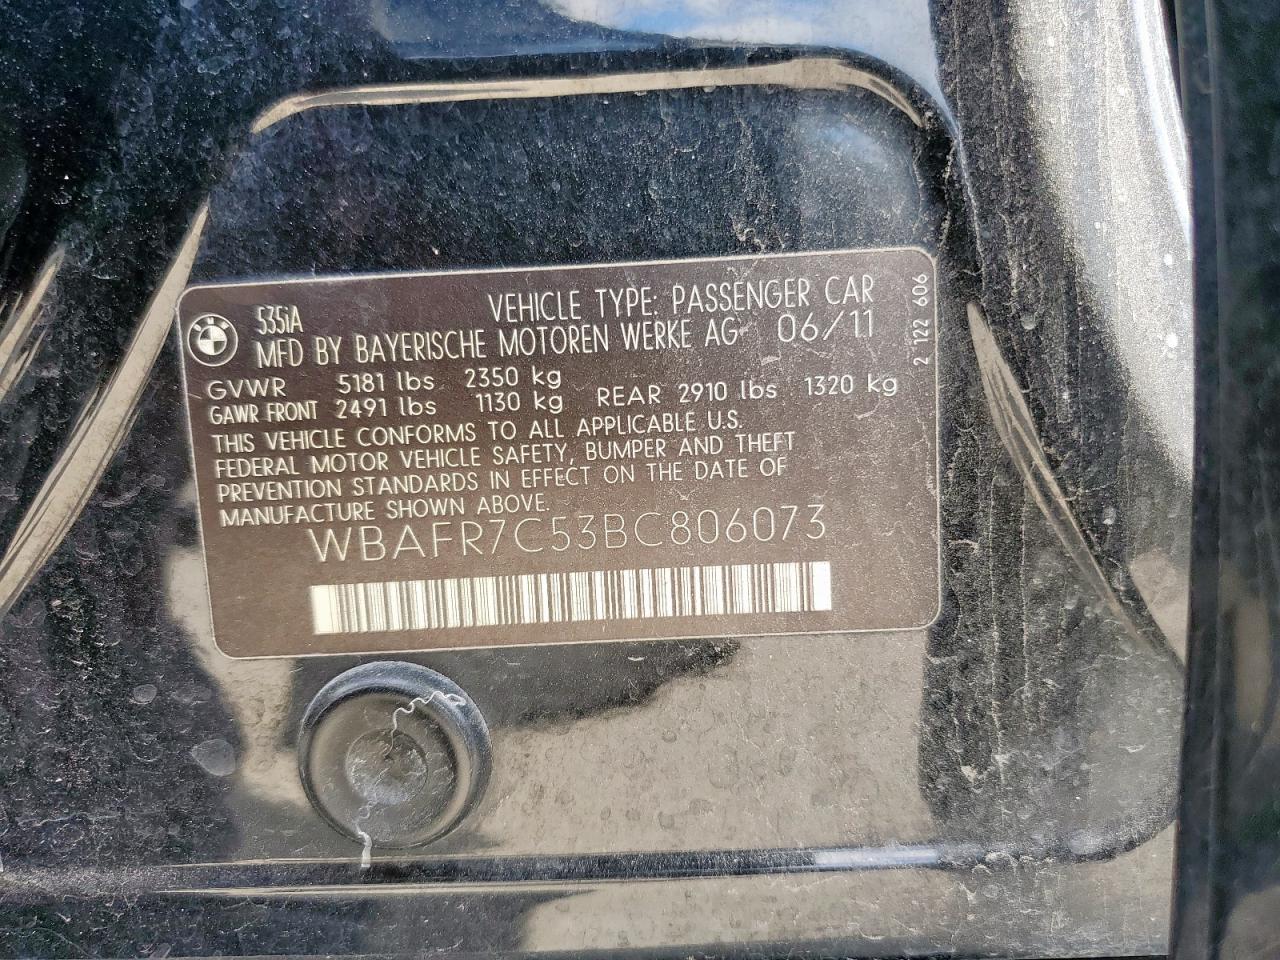 535iA VEHICLE TYPE: PASSENGER CAR
MFD BY BAYERISCHE MOTOREN WERKE AG 06/11
GVWR 5181 lbs 2350 kg
GAWR FRONT 2491 lbs 1130 kg REAR 2910 lbs 1320 kg
THIS VEHICLE CONFORMS TO ALL APPLICABLE U.S.
FEDERAL MOTOR VEHICLE SAFETY, BUMPER AND THEFT
PREVENTION STANDARDS IN EFFECT ON THE DATE OF
MANUFACTURE SHOWN ABOVE.
WBAFR7C53BC806073
2 122 606